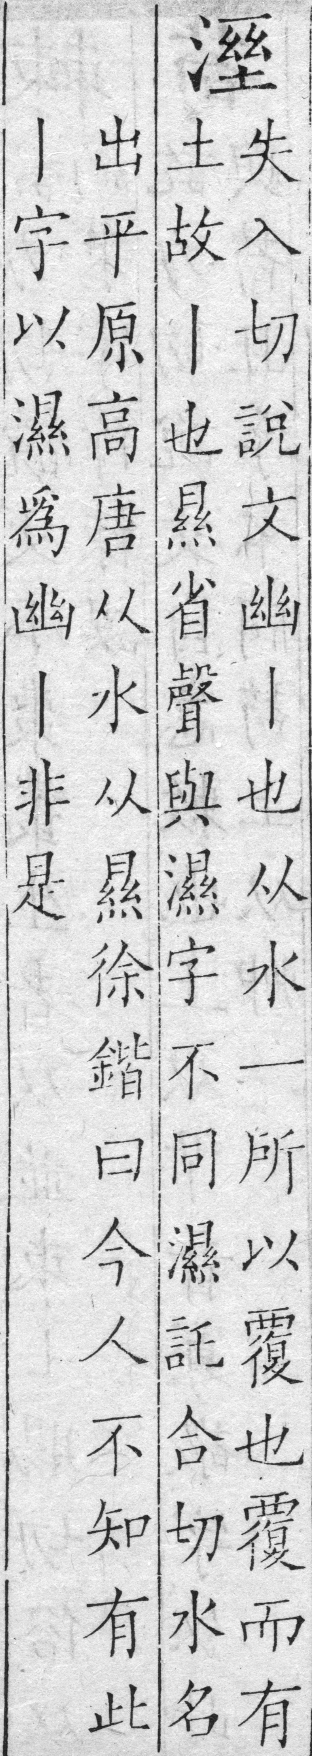 溼
失入切說文幽丨也从水一所以覆也覆而有
土故丨也㬎省聲與濕字不同濕託合切水名
出平原高唐从水从㬎徐鍇曰今人不知有此
丨字以濕爲幽丨非是